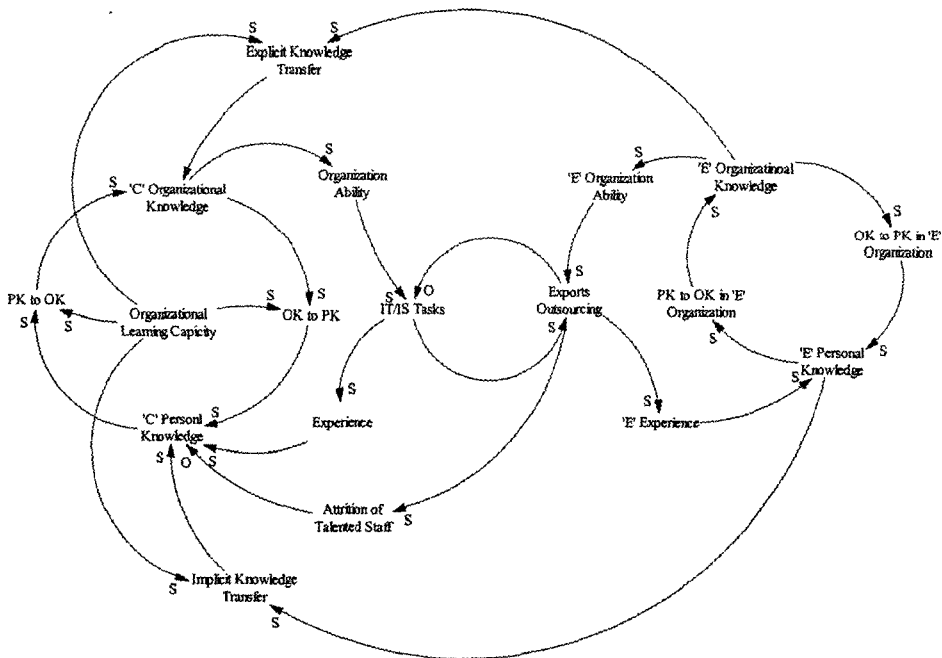 S
S
Explicit Knowledge
Transfer
S
S
S
'C' Organizational
Knowledge
Organization
Ability
'E' Organization
Ability
'E' Organizatinoal
Knowledge
S
S
OK to PK in 'E'
Organization
PK to OK
S
S
Organizational
Learning Capicity
S
S
OK to PK
S
O
IT/IS Tasks
S
Exports
Outsourcing
S
PK to OK in 'E'
Organization
S
S
'E' Personal
Knowledge
S
S
S
'C' Personl
Knowledge
S
O
S
Experience
S
'E' Experience
Attrition of
Talented Staff
S
S
Implicit Knowledge
Transfer
S